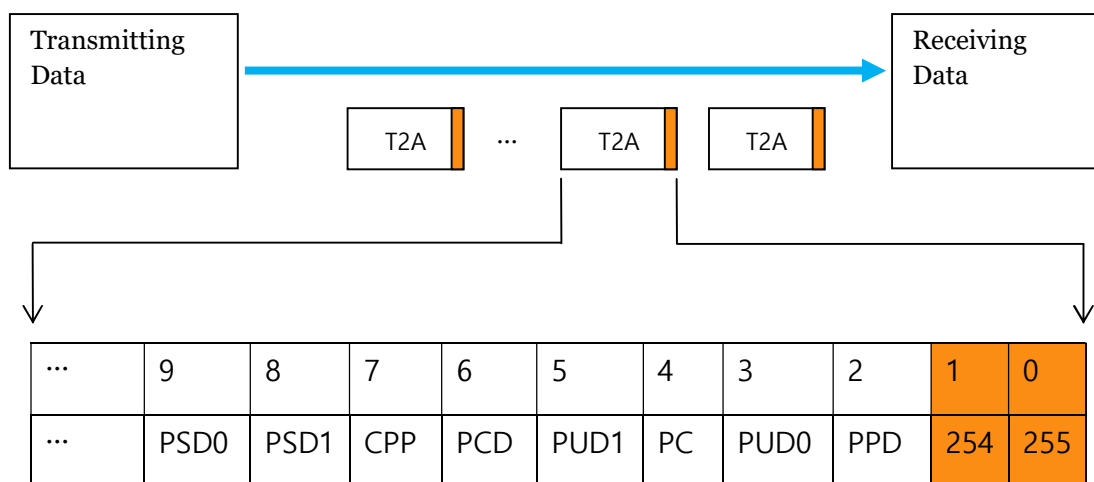 Transmitting
Data
Receiving
Data
T2A ... T2A T2A
... 9 8 7 6 5 4 3 2 1 0
... PSD0 PSD1 CPP PCD PUD1 PC PUD0 PPD 254 255